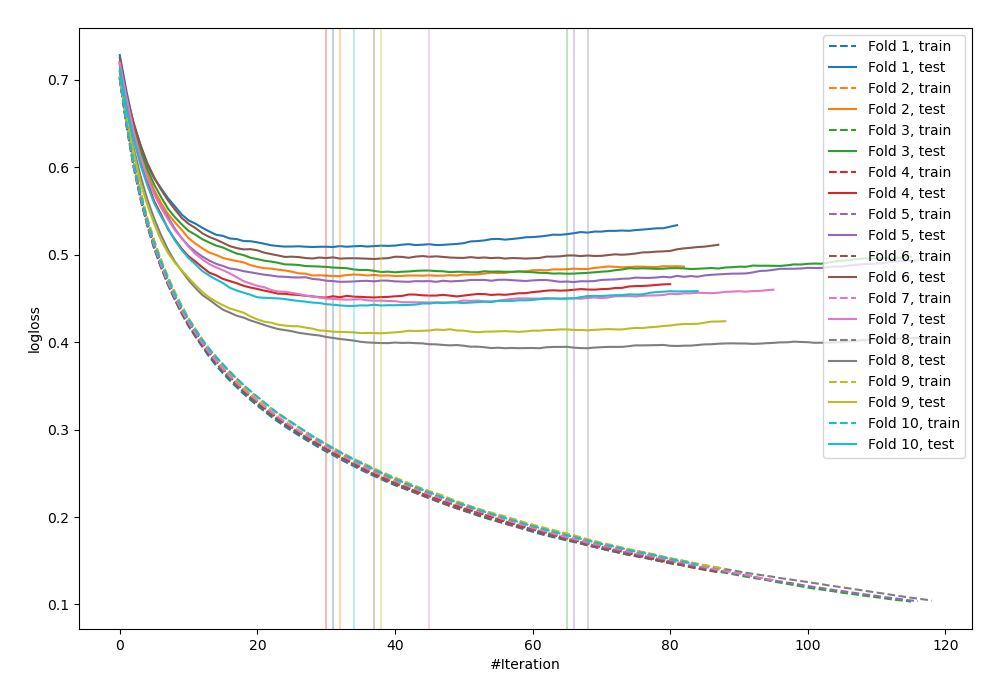 0.7
0.6
0.5
0.4
0.3
0.2
0.1
logloss
0 20 40 60 80 100 120
#Iteration
Fold 1, train
Fold 1, test
Fold 2, train
Fold 2, test
Fold 3, train
Fold 3, test
Fold 4, train
Fold 4, test
Fold 5, train
Fold 5, test
Fold 6, train
Fold 6, test
Fold 7, train
Fold 7, test
Fold 8, train
Fold 8, test
Fold 9, train
Fold 9, test
Fold 10, train
Fold 10, test